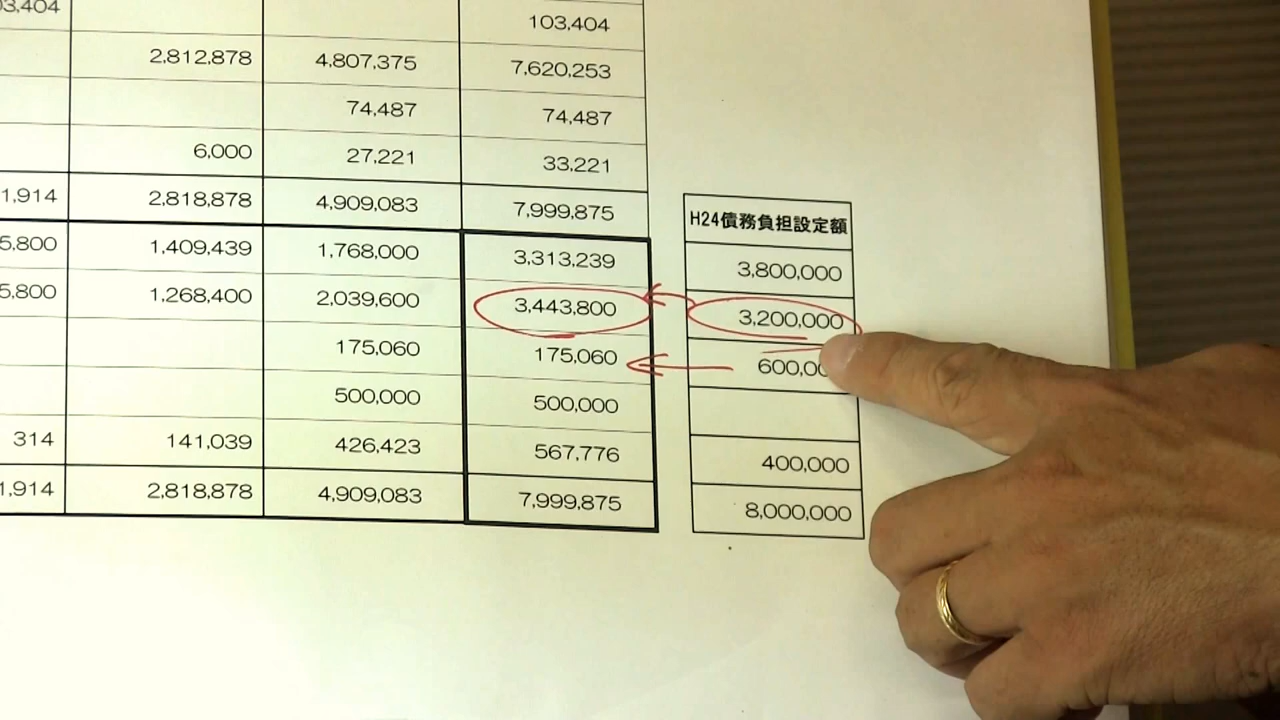 3,404 103,404
2,812,878 4,807,375 7,620,253
74,487 74,487
6,000 27,221 33,221
1,914 2,818,878 4,909,083 7,999,875
H24債務負担設定額
5,800 1,409,439 1,768,000 3,313,239 3,800,000
5,800 1,268,400 2,039,600 3,443,800 3,200,000
175,060 175,060 600,00
500,000 500,000
314 141,039 426,423 567,776 400,000
1,914 2,818,878 4,909,083 7,999,875 8,000,000